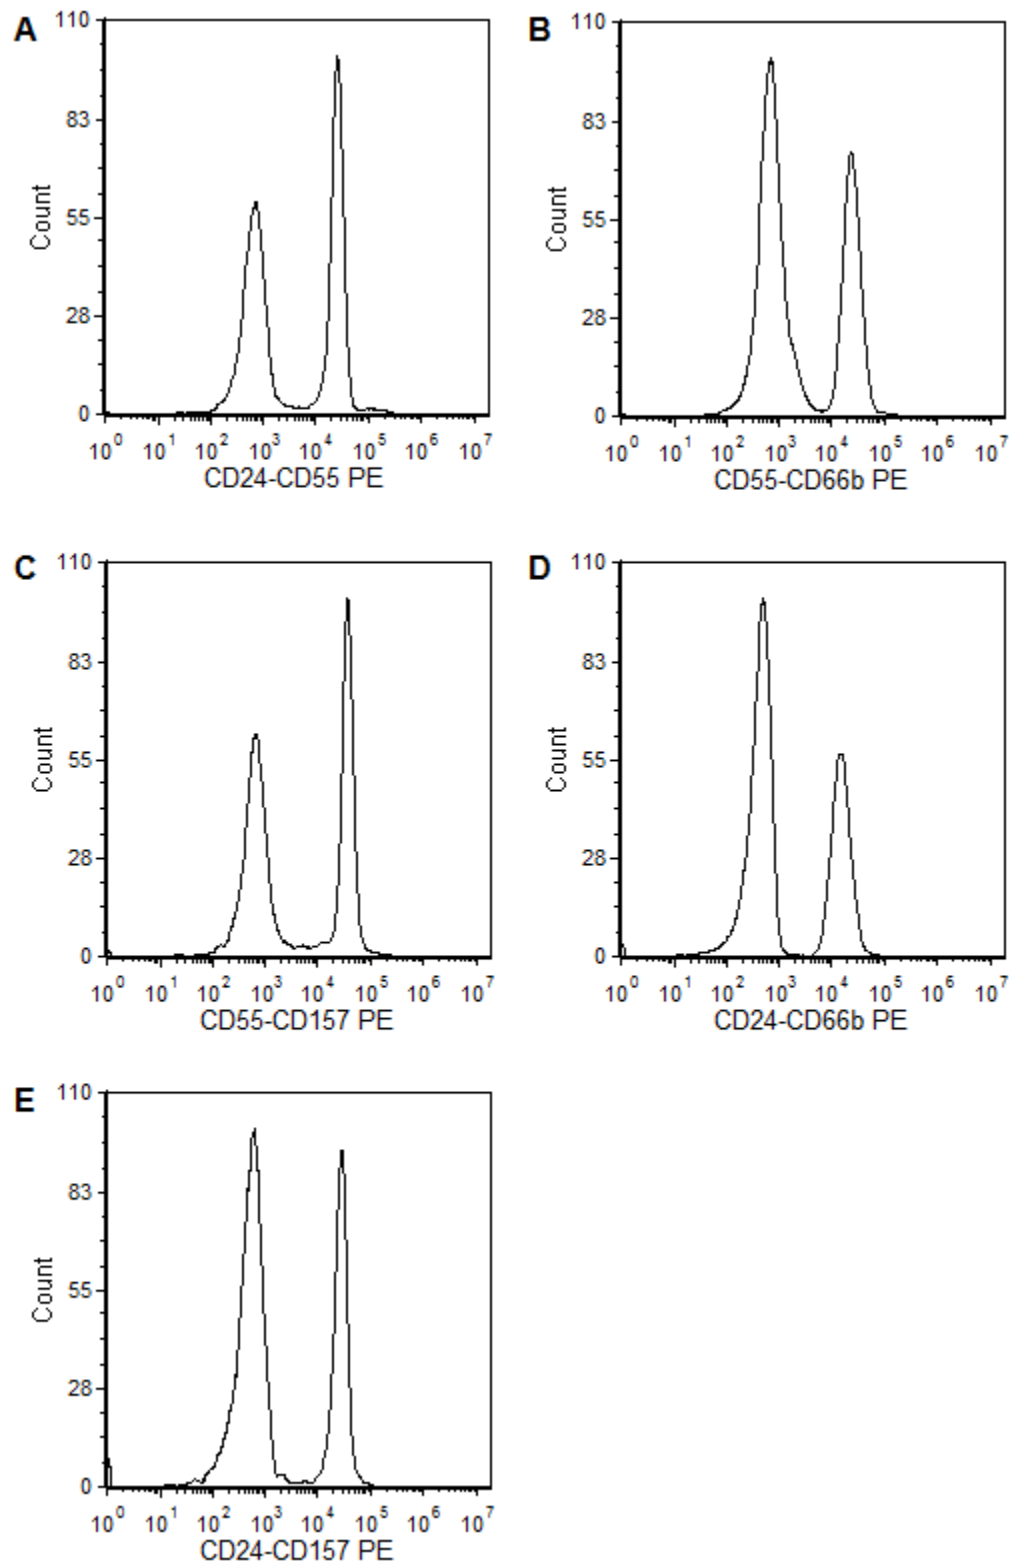 A
110
83
55
28
0
Count
10^0 10^1 10^2 10^3 10^4 10^5 10^6 10^7
CD24-CD55 PE
B
110
83
55
28
0
Count
10^0 10^1 10^2 10^3 10^4 10^5 10^6 10^7
CD55-CD66b PE
C
110
83
55
28
0
Count
10^0 10^1 10^2 10^3 10^4 10^5 10^6 10^7
CD55-CD157 PE
D
110
83
55
28
0
Count
10^0 10^1 10^2 10^3 10^4 10^5 10^6 10^7
CD24-CD66b PE
E
110
83
55
28
0
Count
10^0 10^1 10^2 10^3 10^4 10^5 10^6 10^7
CD24-CD157 PE